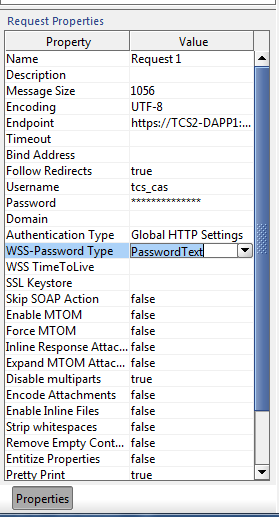 Request Properties
Property Value
Name Request 1
Description
Message Size 1056
Encoding UTF-8
Endpoint https://TCS2-DAPP1:...
Timeout
Bind Address
Follow Redirects true
Username tcs_cas
Password **************
Domain
Authentication Type Global HTTP Settings
WSS-Password Type PasswordText
WSS TimeToLive
SSL Keystore
Skip SOAP Action false
Enable MTOM false
Force MTOM false
Inline Response Attac... false
Expand MTOM Attac... false
Disable multiparts true
Encode Attachments false
Enable Inline Files false
Strip whitespaces false
Remove Empty Cont... false
Entitize Properties false
Pretty Print true
Properties